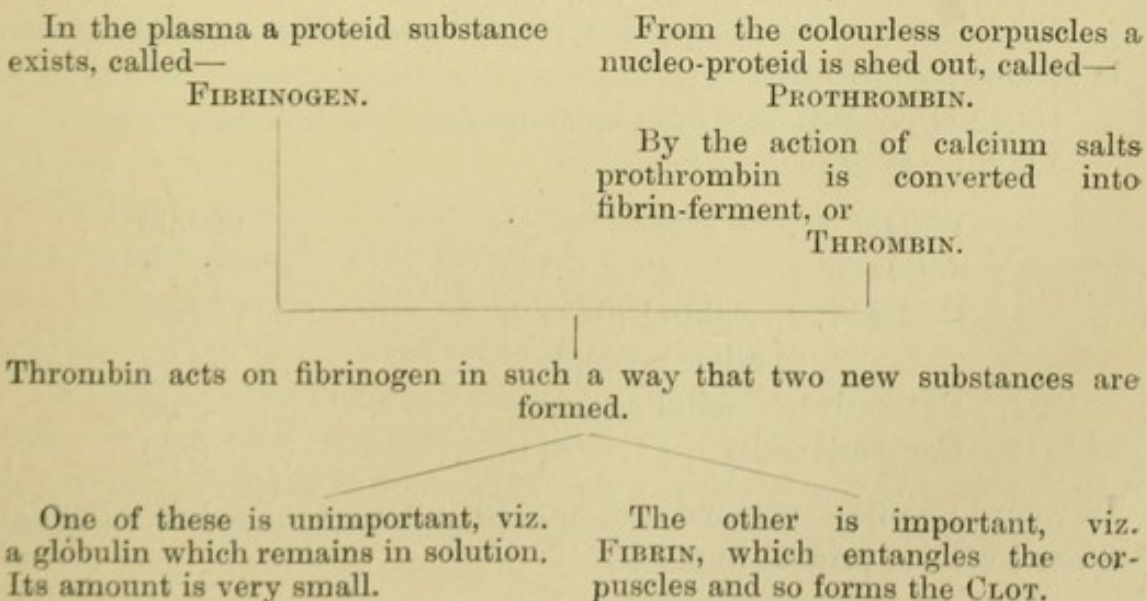 In the plasma a proteid substance
exists, called—
FIBRINOGEN.
From the colourless corpuscles a
nucleo-proteid is shed out, called—
PROTHROMBIN.
By the action of calcium salts
prothrombin is converted into
fibrin-ferment, or
THROMBIN.
Thrombin acts on fibrinogen in such a way that two new substances are
formed.
One of these is unimportant, viz.
a globulin which remains in solution.
Its amount is very small.
The other is important, viz.
FIBRIN, which entangles the cor-
puscles and so forms the CLOT.